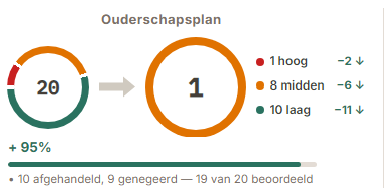 Ouderschapsplan
20
1
1 hoog −2 ↓
8 midden −6 ↓
10 laag −11 ↓
+ 95%
• 10 afgehandeld, 9 genegeerd — 19 van 20 beoordeeld